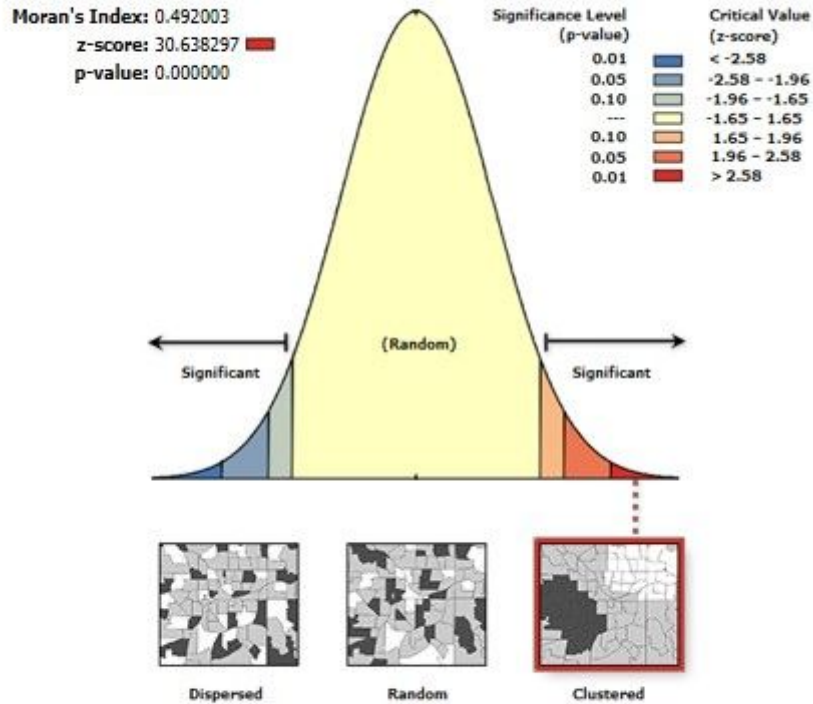 Moran's Index: 0.492003
z-score: 30.638297
p-value: 0.000000
Significance Level
(p-value)
Critical Value
(z-score)
0.01 < -2.58
0.05 -2.58 – -1.96
0.10 -1.96 – -1.65
--- -1.65 – 1.65
0.10 1.65 – 1.96
0.05 1.96 – 2.58
0.01 > 2.58
(Random)
Significant
Significant
Dispersed
Random
Clustered